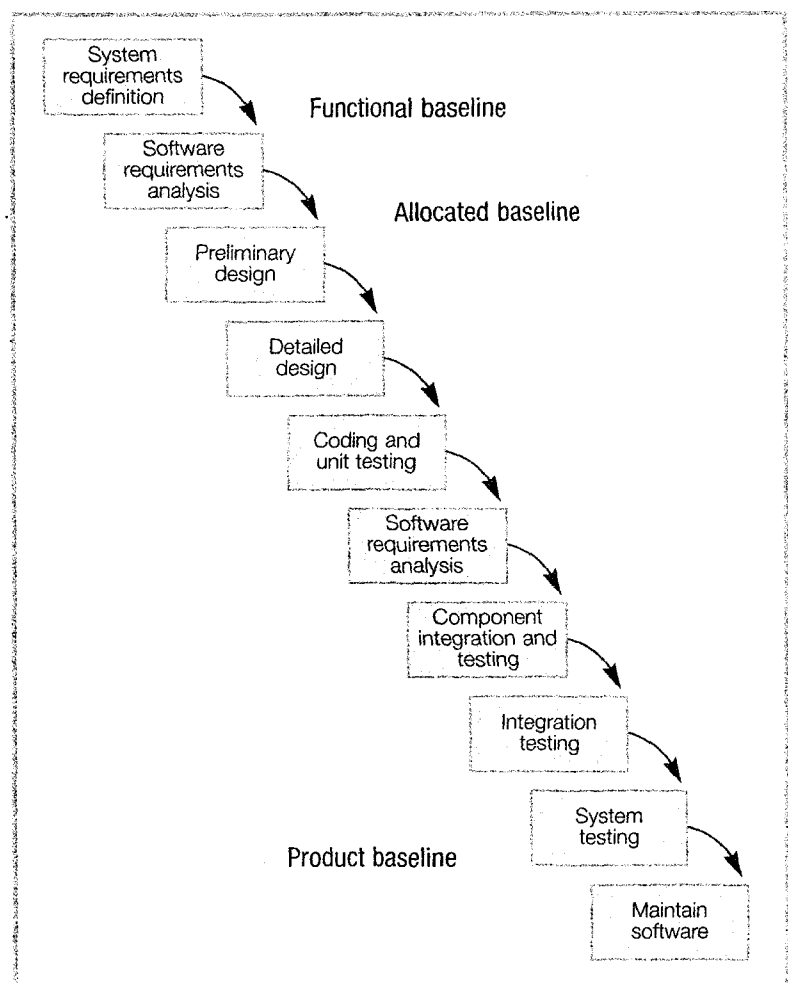 System
requirements
definition
Functional baseline
Software
requirements
analysis
Allocated baseline
Preliminary
design
Detailed
design
Coding and
unit testing
Software
requirements
analysis
Component
integration and
testing
Integration
testing
System
testing
Product baseline
Maintain
software